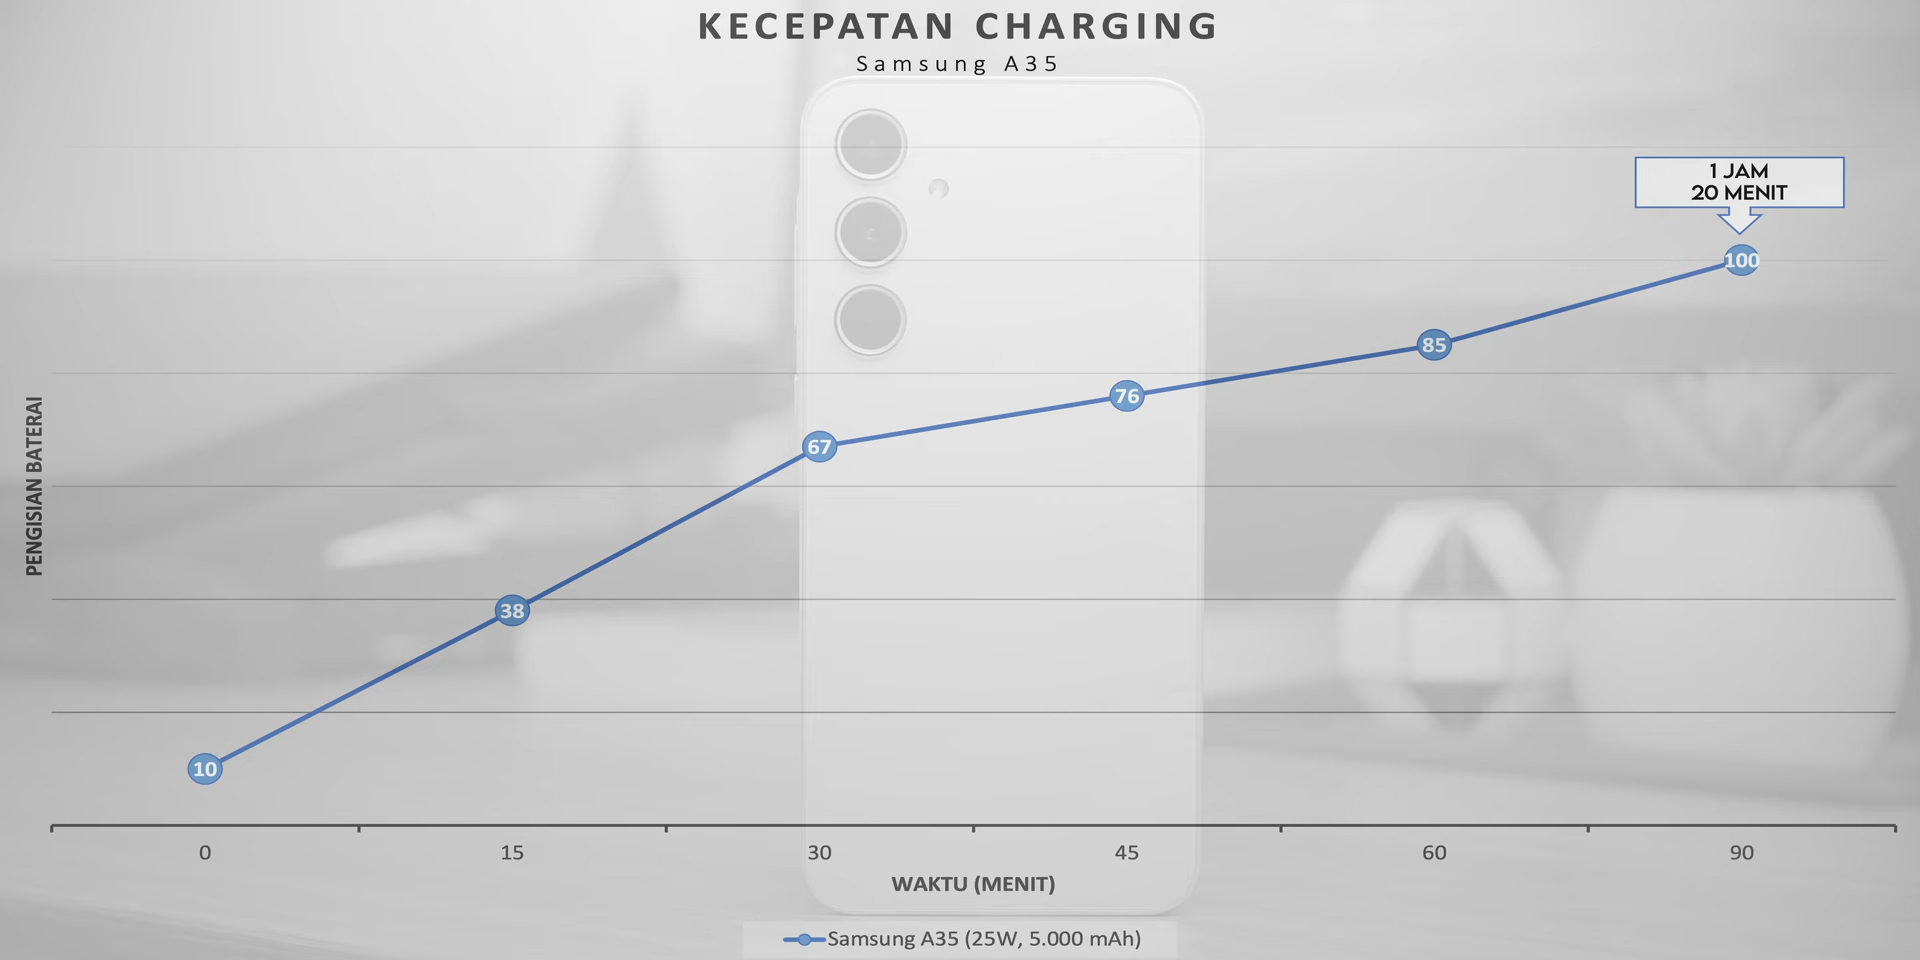 KECEPATAN CHARGING
Samsung A35
1 JAM
20 MENIT
100
85
76
67
38
10
PENGISIAN BATERAI
0 15 30 45 60 90
WAKTU (MENIT)
Samsung A35 (25W, 5.000 mAh)